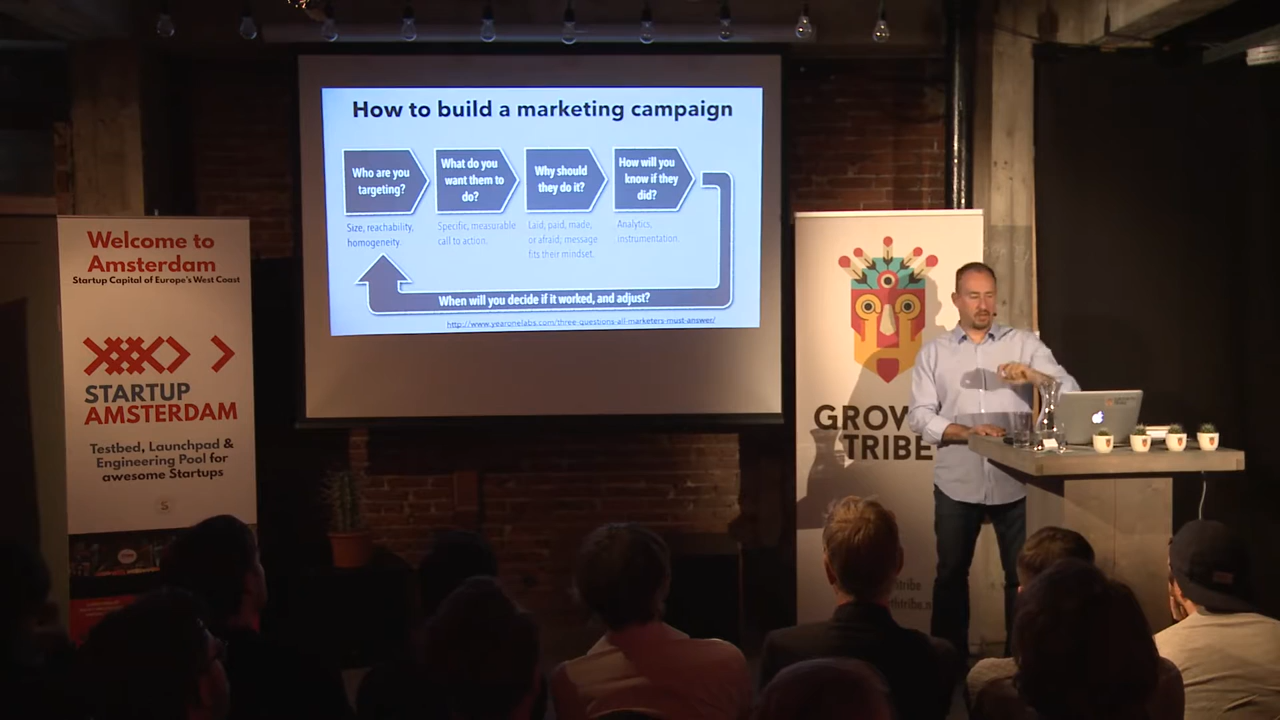 How to build a marketing campaign
Who are you
targeting?
What do you
want them to
do?
Why should
they do it?
How will you
know if they
did?
Size, reachability,
homogeneity.
Specific, measurable
call to action.
Laid, paid, made,
or afraid; message
fits their mindset.
Analytics,
instrumentation.
When will you decide if it worked, and adjust?
http://www.yearonelabs.com/three-questions-all-marketers-must-answer/
Welcome to
Amsterdam
Startup Capital of Europe's West Coast
STARTUP
AMSTERDAM
Testbed, Launchpad &
Engineering Pool for
awesome Startups
S
GROW
TRIBE